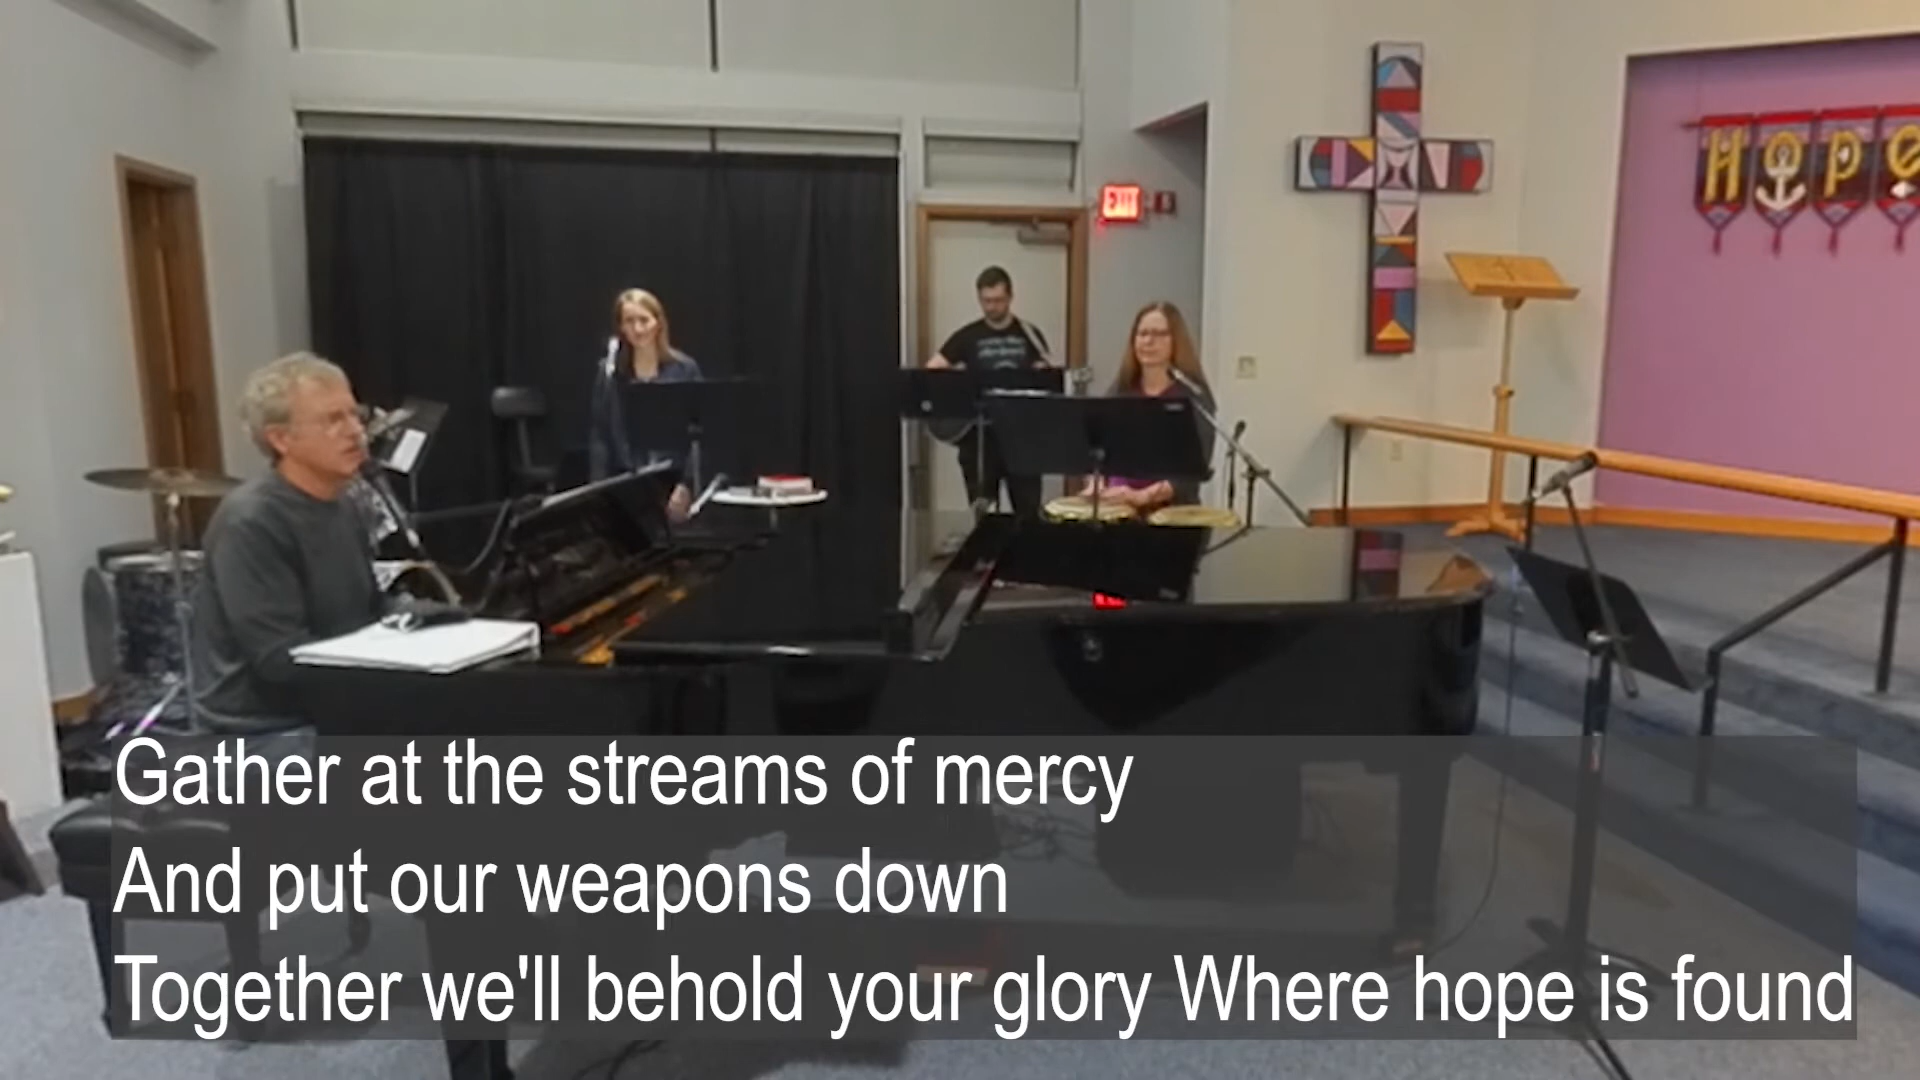 EXIT
Hope
Gather at the streams of mercy
And put our weapons down
Together we'll behold your glory Where hope is found